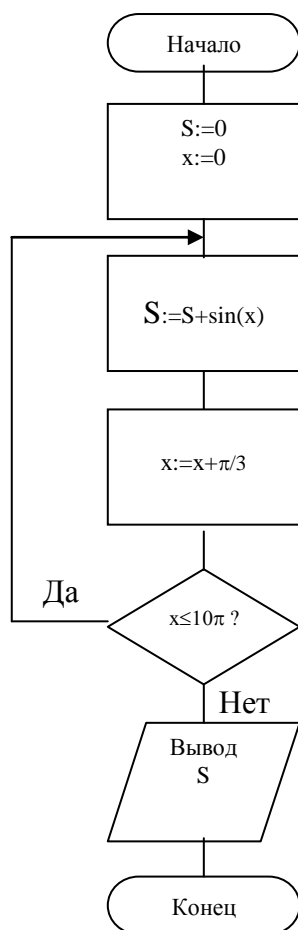 Начало
S:=0
x:=0
S:=S+sin(x)
x:=x+π/3
Да
x≤10π ?
Нет
Вывод
S
Конец